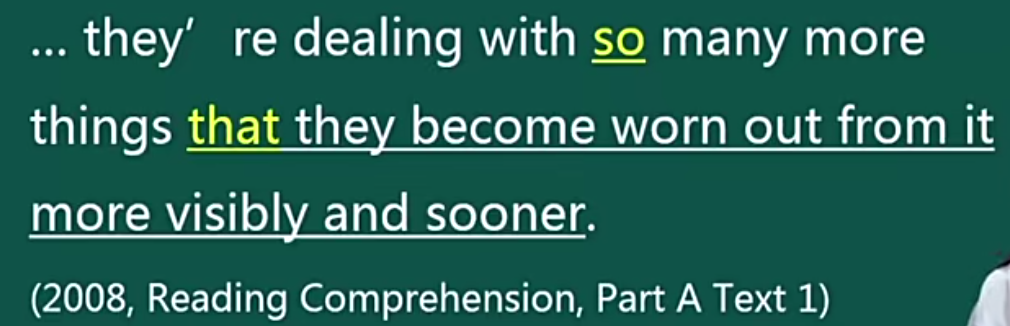 ... they’ re dealing with so many more
things that they become worn out from it
more visibly and sooner.
(2008, Reading Comprehension, Part A Text 1)